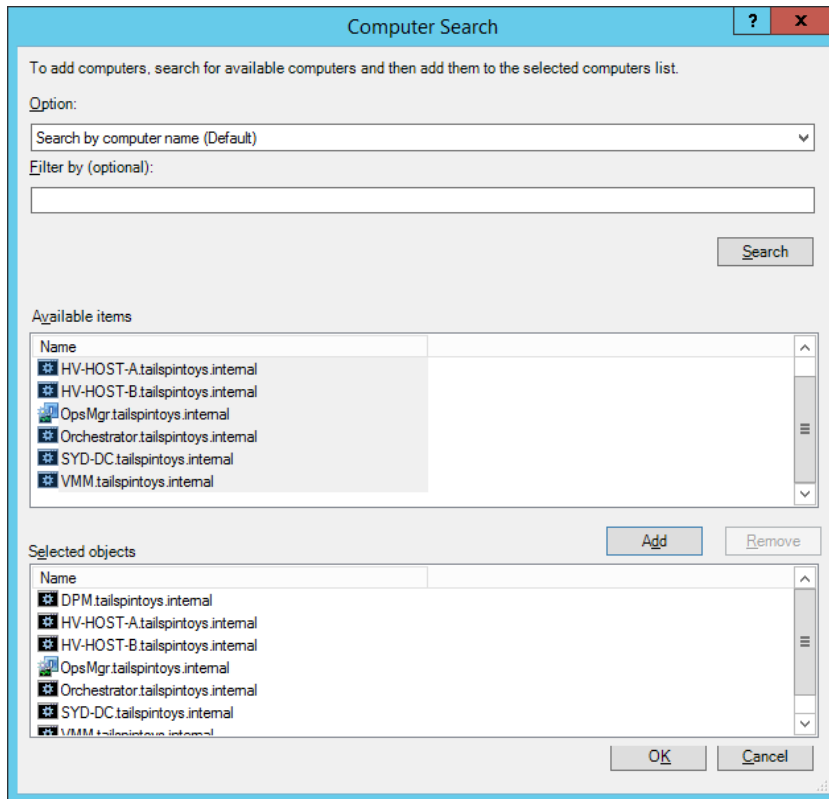 Computer Search
?
x
To add computers, search for available computers and then add them to the selected computers list.
Option:
Search by computer name (Default)
Filter by (optional):
Search
Available items
Name
HV-HOST-A.tailspintoys.internal
HV-HOST-B.tailspintoys.internal
OpsMgr.tailspintoys.internal
Orchestrator.tailspintoys.internal
SYD-DC.tailspintoys.internal
VMM.tailspintoys.internal
Add
Remove
Selected objects
Name
DPM.tailspintoys.internal
HV-HOST-A.tailspintoys.internal
HV-HOST-B.tailspintoys.internal
OpsMgr.tailspintoys.internal
Orchestrator.tailspintoys.internal
SYD-DC.tailspintoys.internal
VMM.tailspintoys.internal
OK
Cancel